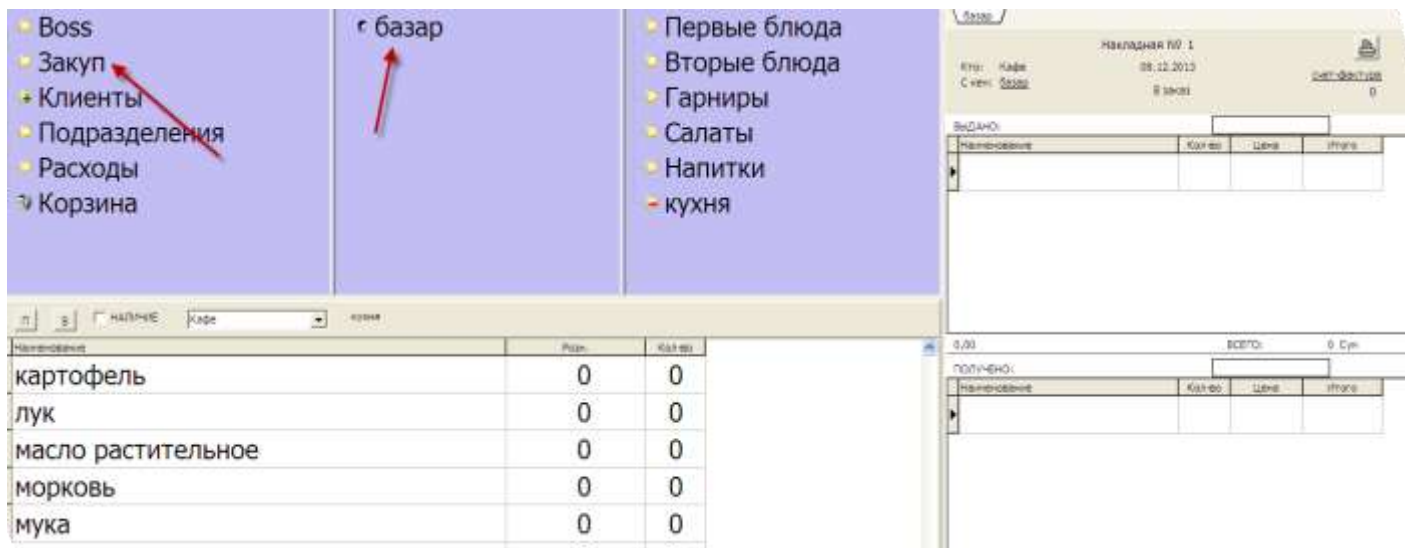 Boss
Закуп
Клиенты
Подразделения
Расходы
Корзина
базар
Первые блюда
Вторые блюда
Гарниры
Салаты
Напитки
кухня
П В НАЛИЧИЕ Кафе кухня
Наименование Розн. Кол-во
картофель 0 0
лук 0 0
масло растительное 0 0
морковь 0 0
мука 0 0
базар
Накладная № 1
Кто: Кафе 08.12.2013
С кем: базар
счет-фактура
В заказ 0
ВЫДАНО:
Наименование Кол-во Цена Итого
0,00 ВСЕГО: 0 Сум
ПОЛУЧЕНО:
Наименование Кол-во Цена Итого